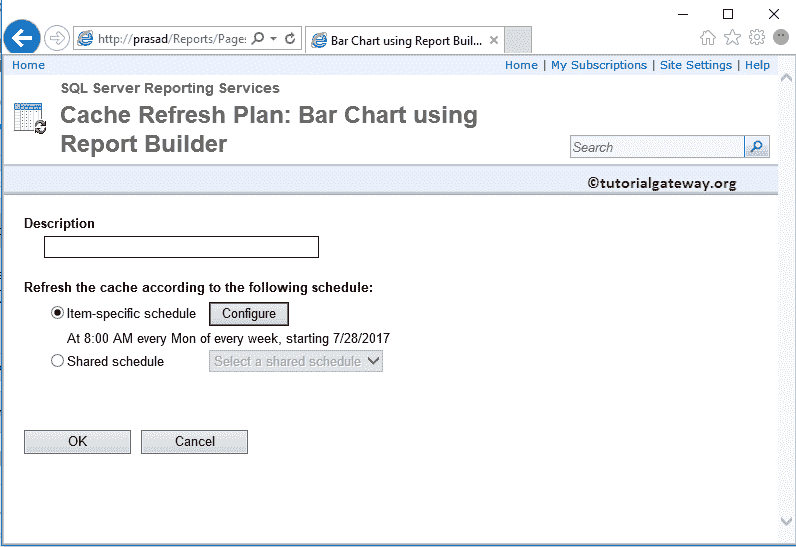 http://prasad/Reports/Page:
Bar Chart using Report Buil...
Home
Home | My Subscriptions | Site Settings | Help
SQL Server Reporting Services
Cache Refresh Plan: Bar Chart using
Report Builder
Search
©tutorialgateway.org
Description
Refresh the cache according to the following schedule:
Item-specific schedule Configure
At 8:00 AM every Mon of every week, starting 7/28/2017
Shared schedule Select a shared schedule
OK Cancel